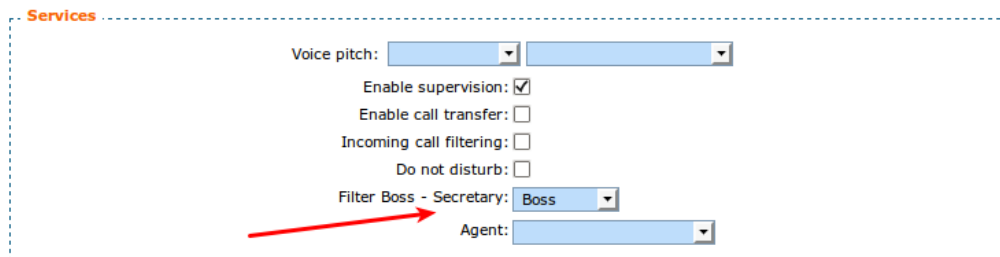 Services
Voice pitch:
Enable supervision:
Enable call transfer:
Incoming call filtering:
Do not disturb:
Filter Boss - Secretary: Boss
Agent: